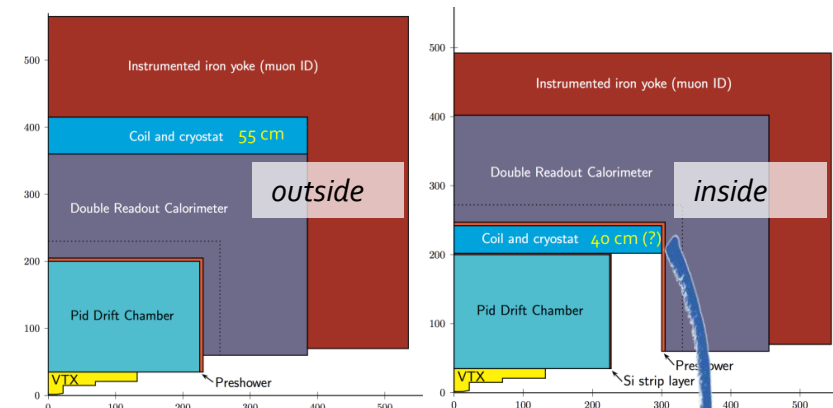 500
400
300
200
100
0
Instrumented iron yoke (muon ID)
Coil and cryostat 55 cm
outside
Double Readout Calorimeter
Pid Drift Chamber
VTX
Preshower
0 100 200 300 400 500
500
400
300
200
100
0
Instrumented iron yoke (muon ID)
Double Readout Calorimeter
inside
Coil and cryostat 40 cm (?)
Pid Drift Chamber
Preshower
VTX
Si strip layer
0 100 200 300 400 500